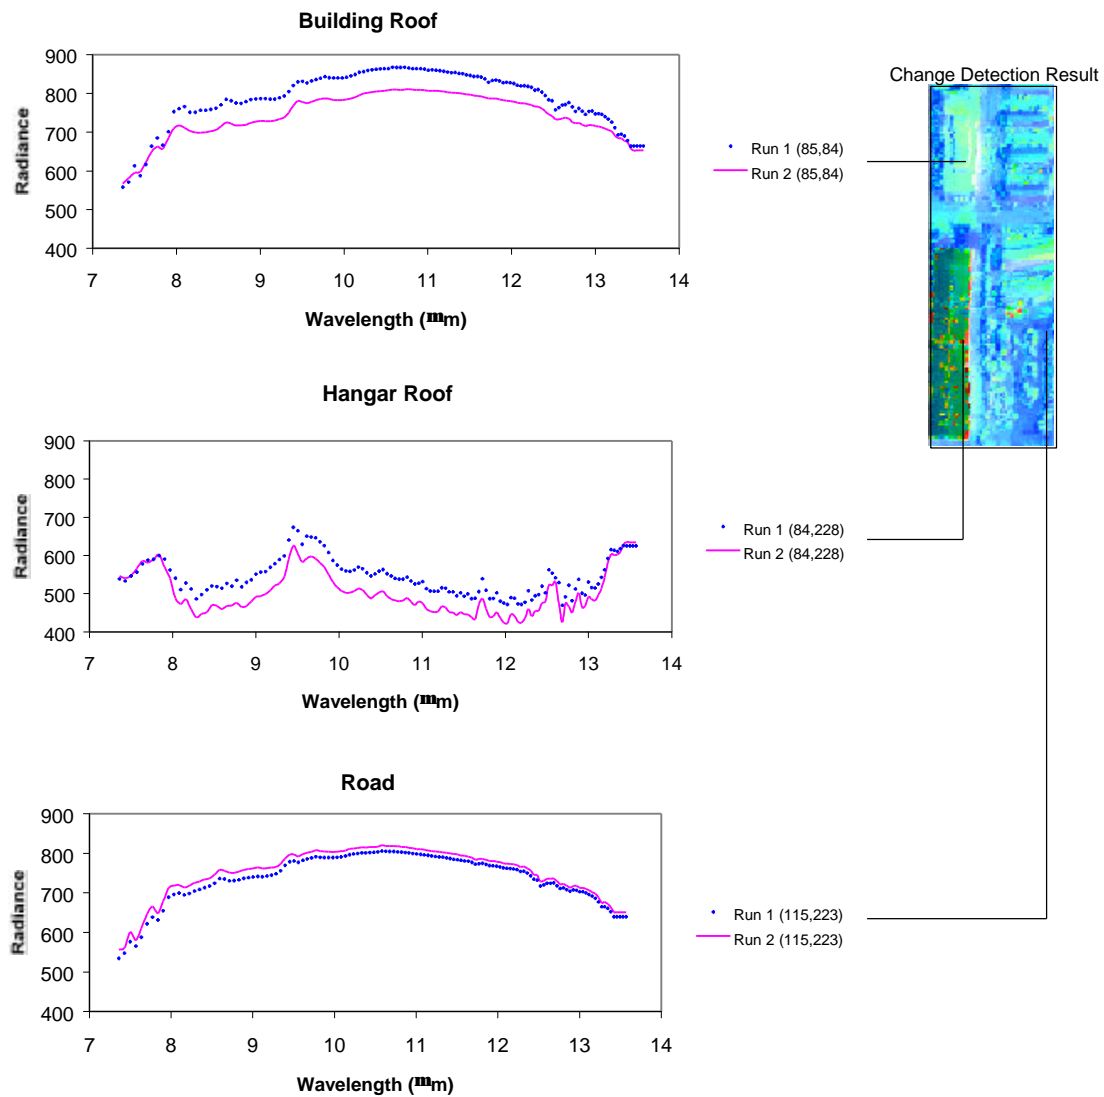 Building Roof
900
800
700
600
500
400
Radiance
7 8 9 10 11 12 13 14
Wavelength (mm)
Run 1 (85,84)
Run 2 (85,84)
Change Detection Result
Hangar Roof
900
800
700
600
500
400
Radiance
7 8 9 10 11 12 13 14
Wavelength (mm)
Run 1 (84,228)
Run 2 (84,228)
Road
900
800
700
600
500
400
Radiance
7 8 9 10 11 12 13 14
Wavelength (mm)
Run 1 (115,223)
Run 2 (115,223)